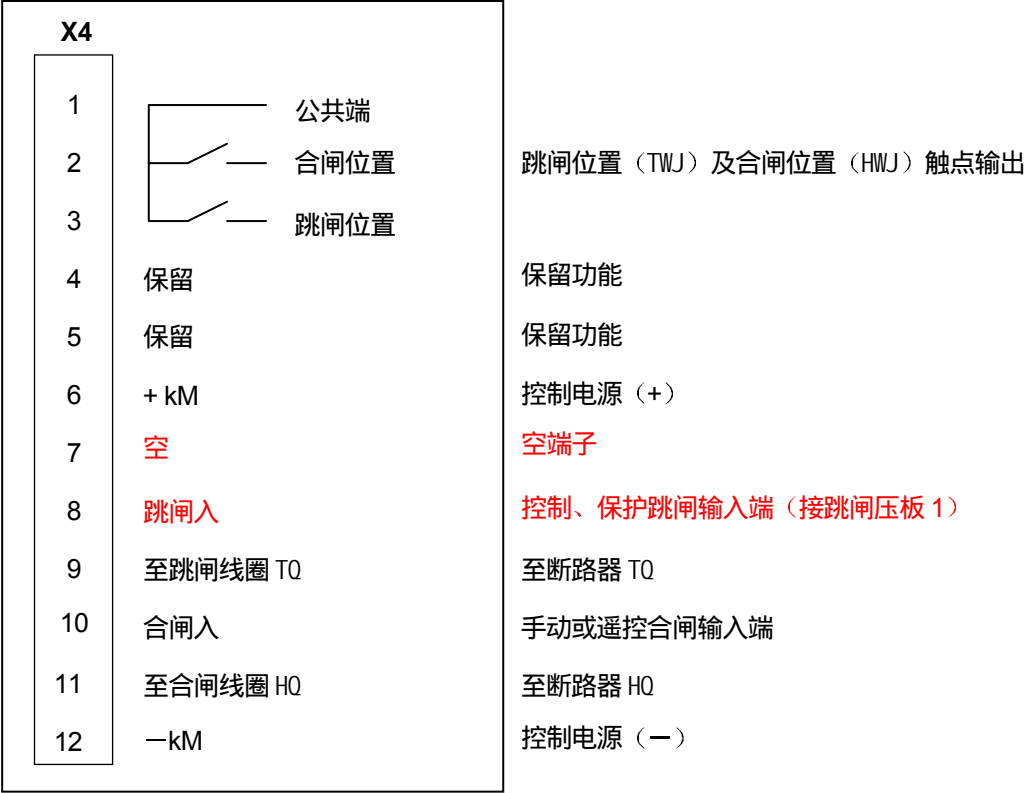 X4
1 公共端
2 合闸位置 跳闸位置（TWJ）及合闸位置（HWJ）触点输出
3 跳闸位置
4 保留 保留功能
5 保留 保留功能
6 + kM 控制电源（+）
7 空 空端子
8 跳闸入 控制、保护跳闸输入端（接跳闸压板 1）
9 至跳闸线圈 TQ 至断路器 TQ
10 合闸入 手动或遥控合闸输入端
11 至合闸线圈 HQ 至断路器 HQ
12 －kM 控制电源（－）